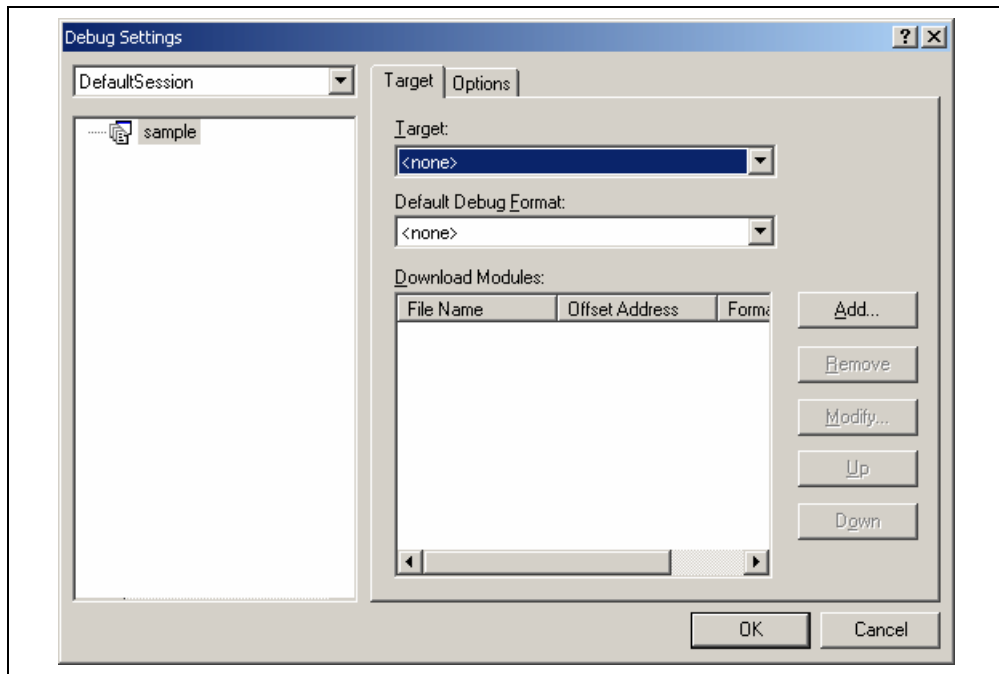 Debug Settings
DefaultSession
sample
Target Options
Target:
<none>
Default Debug Format:
<none>
Download Modules:
File Name Offset Address Forma
Add...
Remove
Modify...
Up
Down
OK Cancel